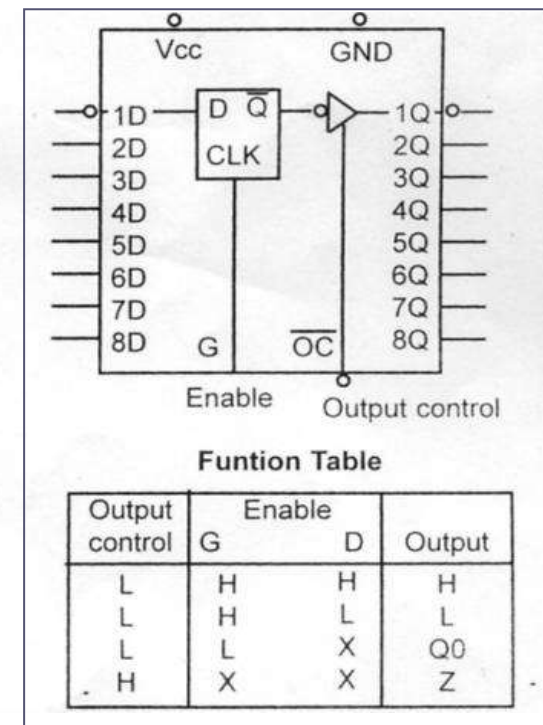 Vcc GND
1D D Q̅ 1Q
2D CLK 2Q
3D 3Q
4D 4Q
5D 5Q
6D 6Q
7D 7Q
8D G O̅C̅ 8Q
Enable Output control
Funtion Table
Output Enable
control G D Output
L H H H
L H L L
L L X Q0
H X X Z